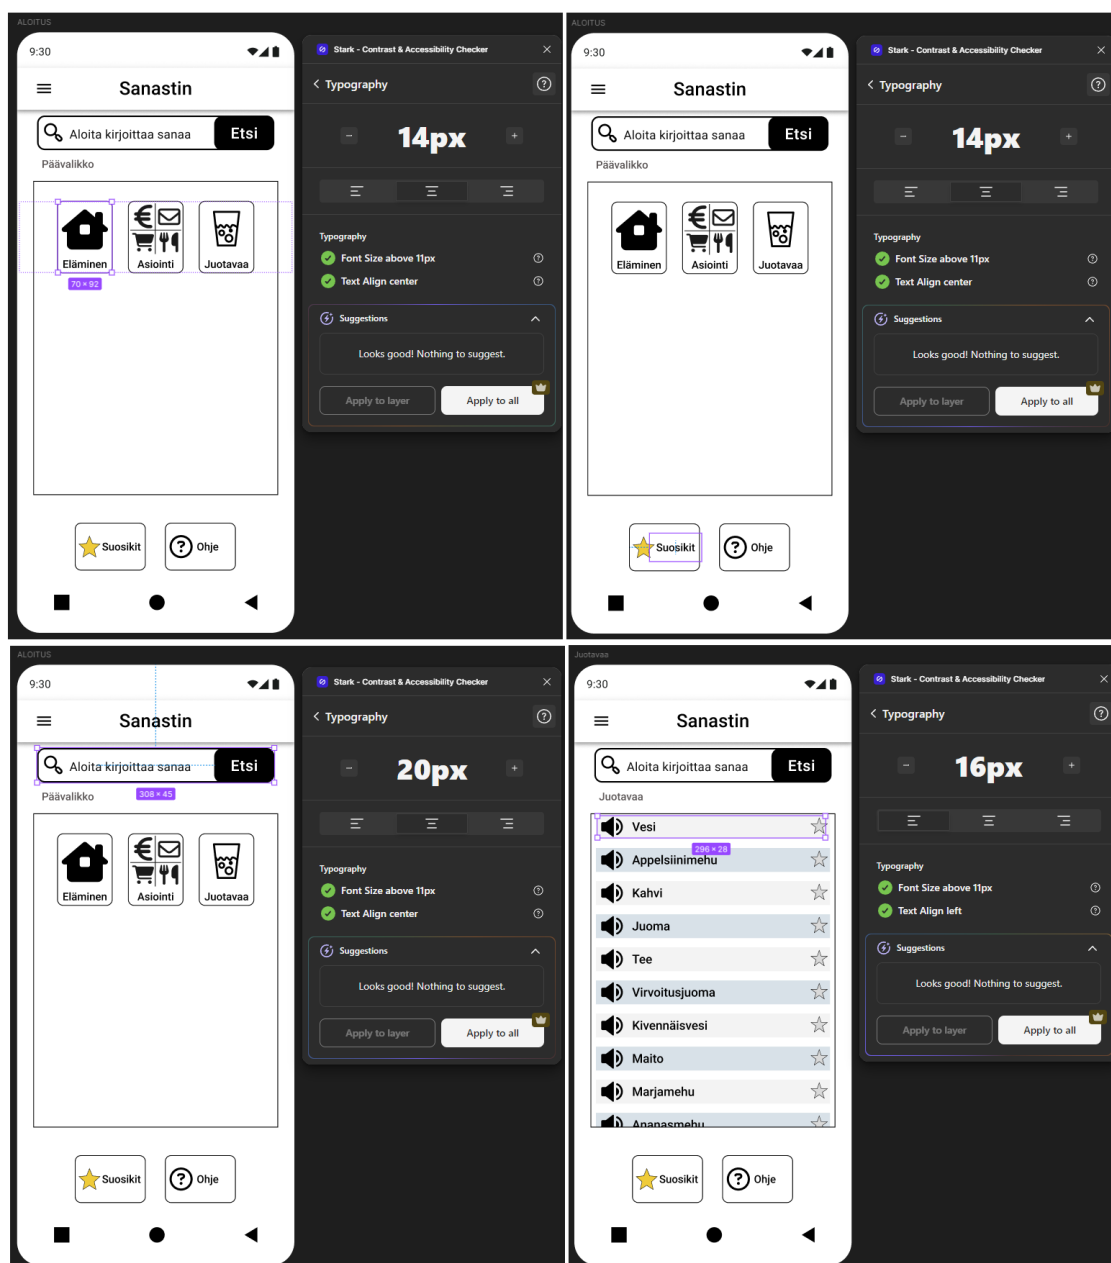 ALOITUS
9:30
Sanastin
Aloita kirjoittaa sanaa
Etsi
Päävalikko
Eläminen
Asiointi
Juotavaa
70 × 92
Suosikit
Ohje
Stark - Contrast & Accessibility Checker
Typography
14px
Typography
Font Size above 11px
Text Align center
Suggestions
Looks good! Nothing to suggest.
Apply to layer
Apply to all
ALOITUS
9:30
Sanastin
Aloita kirjoittaa sanaa
Etsi
Päävalikko
Eläminen
Asiointi
Juotavaa
Suosikit
Ohje
Stark - Contrast & Accessibility Checker
Typography
14px
Typography
Font Size above 11px
Text Align center
Suggestions
Looks good! Nothing to suggest.
Apply to layer
Apply to all
ALOITUS
9:30
Sanastin
Aloita kirjoittaa sanaa
Etsi
308 × 45
Päävalikko
Eläminen
Asiointi
Juotavaa
Suosikit
Ohje
Stark - Contrast & Accessibility Checker
Typography
20px
Typography
Font Size above 11px
Text Align center
Suggestions
Looks good! Nothing to suggest.
Apply to layer
Apply to all
Juotavaa
9:30
Sanastin
Aloita kirjoittaa sanaa
Etsi
Juotavaa
Vesi
296 × 28
Appelsiinimehu
Kahvi
Juoma
Tee
Virvoitusjuoma
Kivennäisvesi
Maito
Marjamehu
Ananasmehu
Suosikit
Ohje
Stark - Contrast & Accessibility Checker
Typography
16px
Typography
Font Size above 11px
Text Align left
Suggestions
Looks good! Nothing to suggest.
Apply to layer
Apply to all